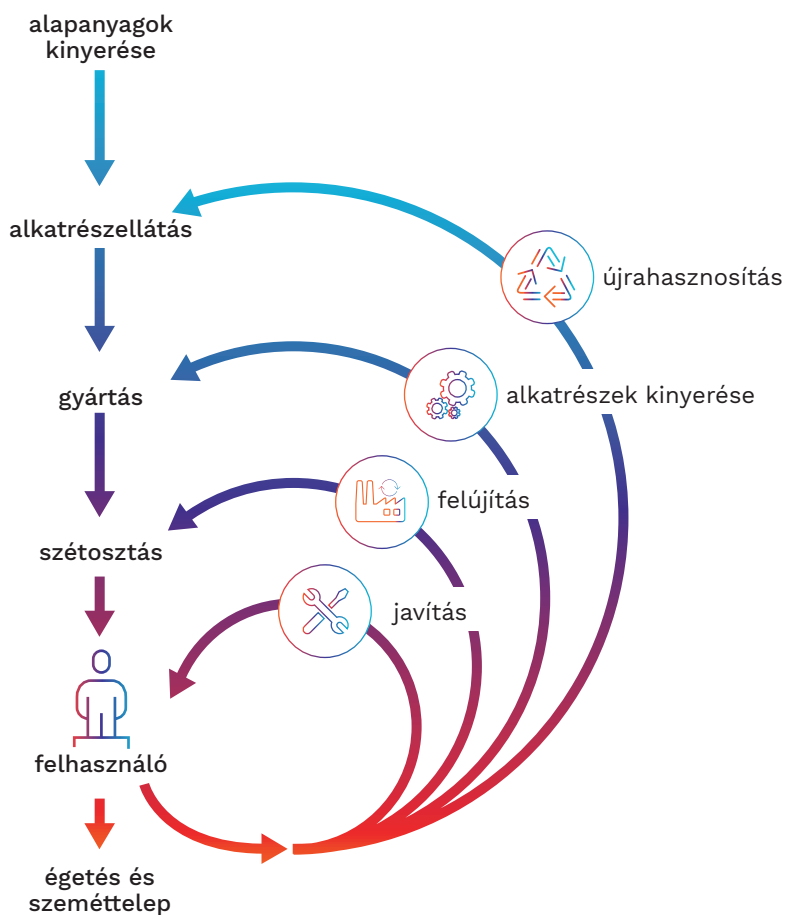 alapanyagok
kinyerése
alkatrészellátás
újrahasznosítás
gyártás
alkatrészek kinyerése
felújítás
szétosztás
javítás
felhasználó
égetés és
szeméttelep